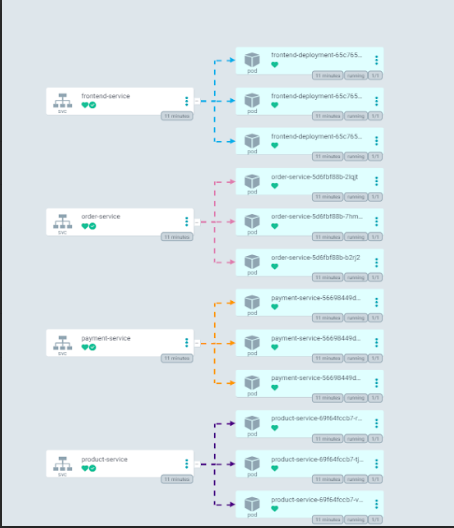 frontend-deployment-65c765...
pod
11 minutes running 1/1
frontend-service
svc
11 minutes
frontend-deployment-65c765...
pod
11 minutes running 1/1
frontend-deployment-65c765...
pod
11 minutes running 1/1
order-service-5d6fbf88b-2lqjt
pod
11 minutes running 1/1
order-service
svc
11 minutes
order-service-5d6fbf88b-7hm...
pod
11 minutes running 1/1
order-service-5d6fbf88b-b2rj2
pod
11 minutes running 1/1
payment-service-56698449d...
pod
11 minutes running 1/1
payment-service
svc
11 minutes
payment-service-56698449d...
pod
11 minutes running 1/1
payment-service-56698449d...
pod
11 minutes running 1/1
product-service-69f64fccb7-r...
pod
11 minutes running 1/1
product-service
svc
11 minutes
product-service-69f64fccb7-tj...
pod
11 minutes running 1/1
product-service-69f64fccb7-v...
pod
11 minutes running 1/1